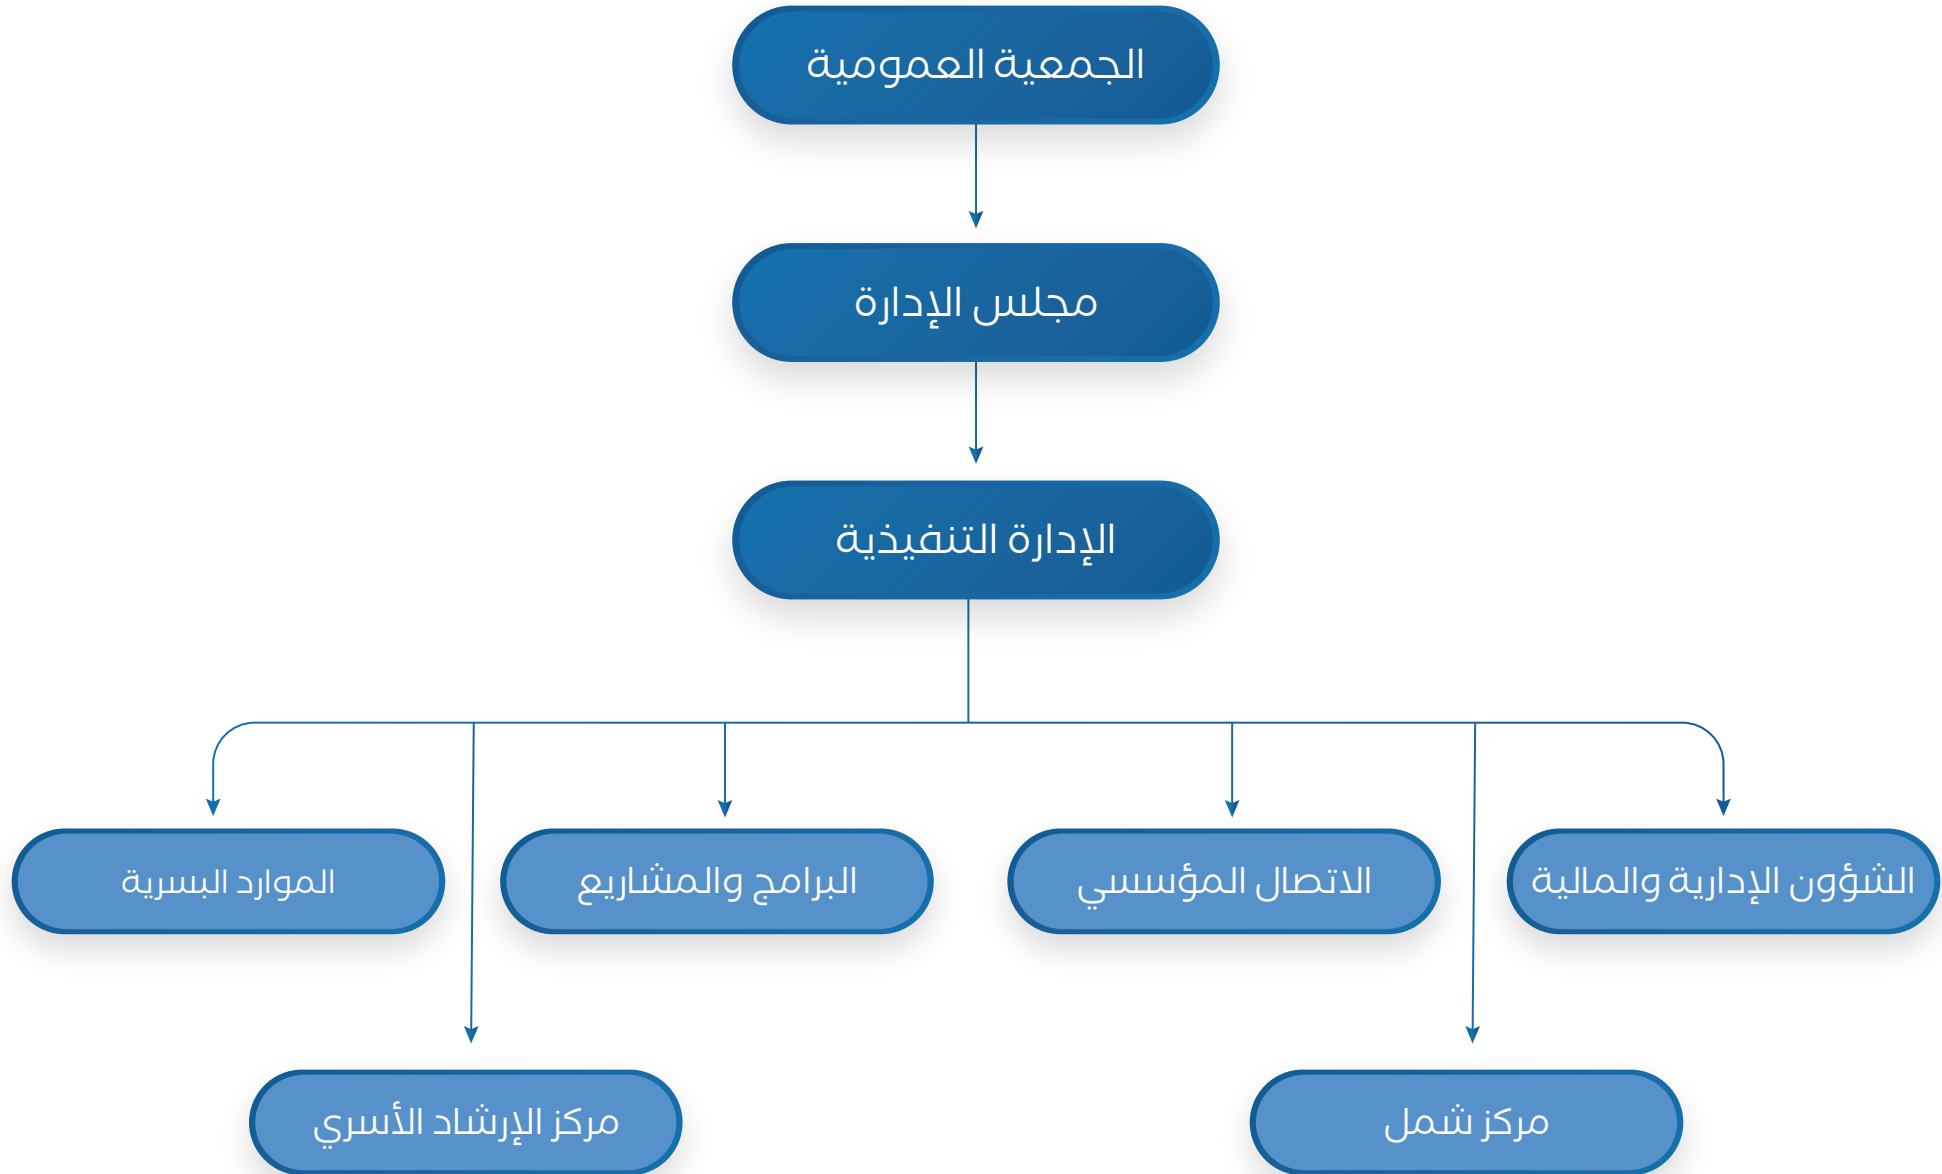 الجمعية العمومية
مجلس الإدارة
الإدارة التنفيذية
الشؤون الإدارية والمالية
الاتصال المؤسسي
البرامج والمشاريع
الموارد البسرية
مركز شمل
مركز الإرشاد الأسري